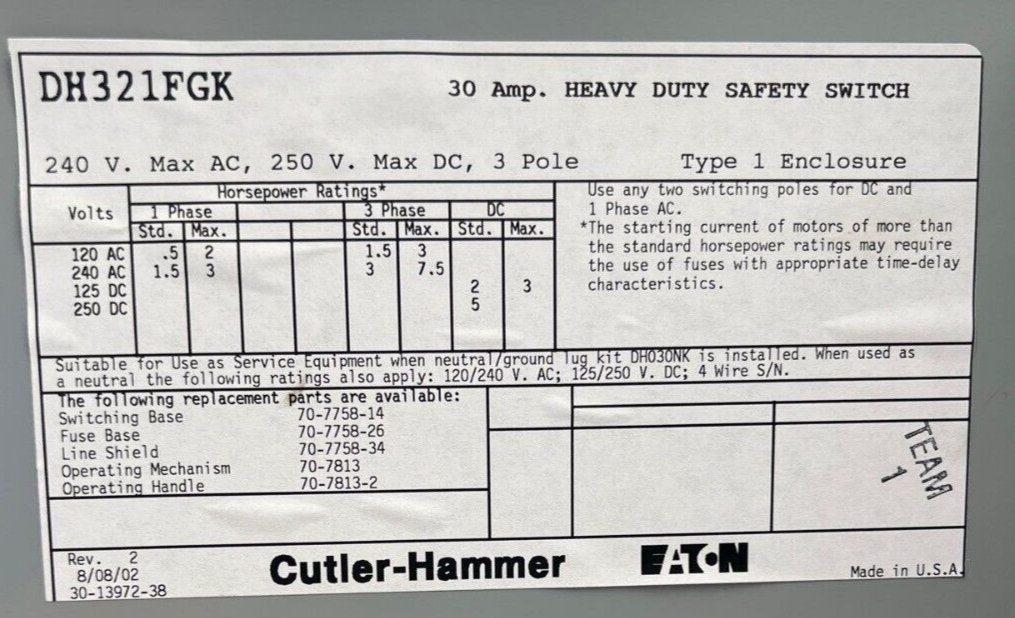 DH321FGK 30 Amp. HEAVY DUTY SAFETY SWITCH
240 V. Max AC, 250 V. Max DC, 3 Pole Type 1 Enclosure
Volts Horsepower Ratings*
1 Phase 3 Phase DC
Std. Max. Std. Max. Std. Max.
120 AC .5 2 1.5 3
240 AC 1.5 3 3 7.5
125 DC 2 3
250 DC 5
Use any two switching poles for DC and
1 Phase AC.
*The starting current of motors of more than
the standard horsepower ratings may require
the use of fuses with appropriate time-delay
characteristics.
Suitable for Use as Service Equipment when neutral/ground lug kit DH030NK is installed. When used as
a neutral the following ratings also apply: 120/240 V. AC; 125/250 V. DC; 4 Wire S/N.
The following replacement parts are available:
Switching Base 70-7758-14
Fuse Base 70-7758-26
Line Shield 70-7758-34
Operating Mechanism 70-7813
Operating Handle 70-7813-2
TEAM
1
Rev. 2
8/08/02
30-13972-38
Cutler-Hammer EATON
Made in U.S.A.